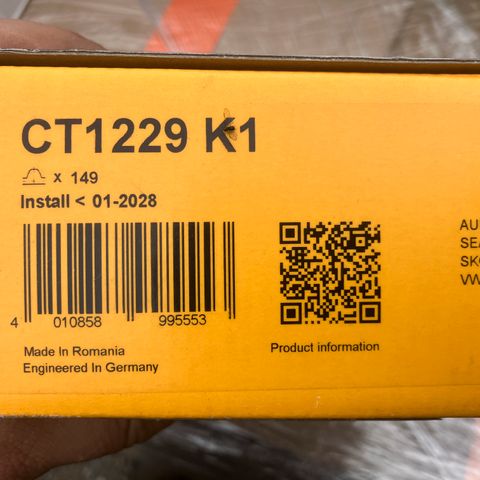 CT1229 K1
x 149
Install < 01-2028
4 010858 995553
Made In Romania
Engineered In Germany
Product information
AU
SEA
SK
VW